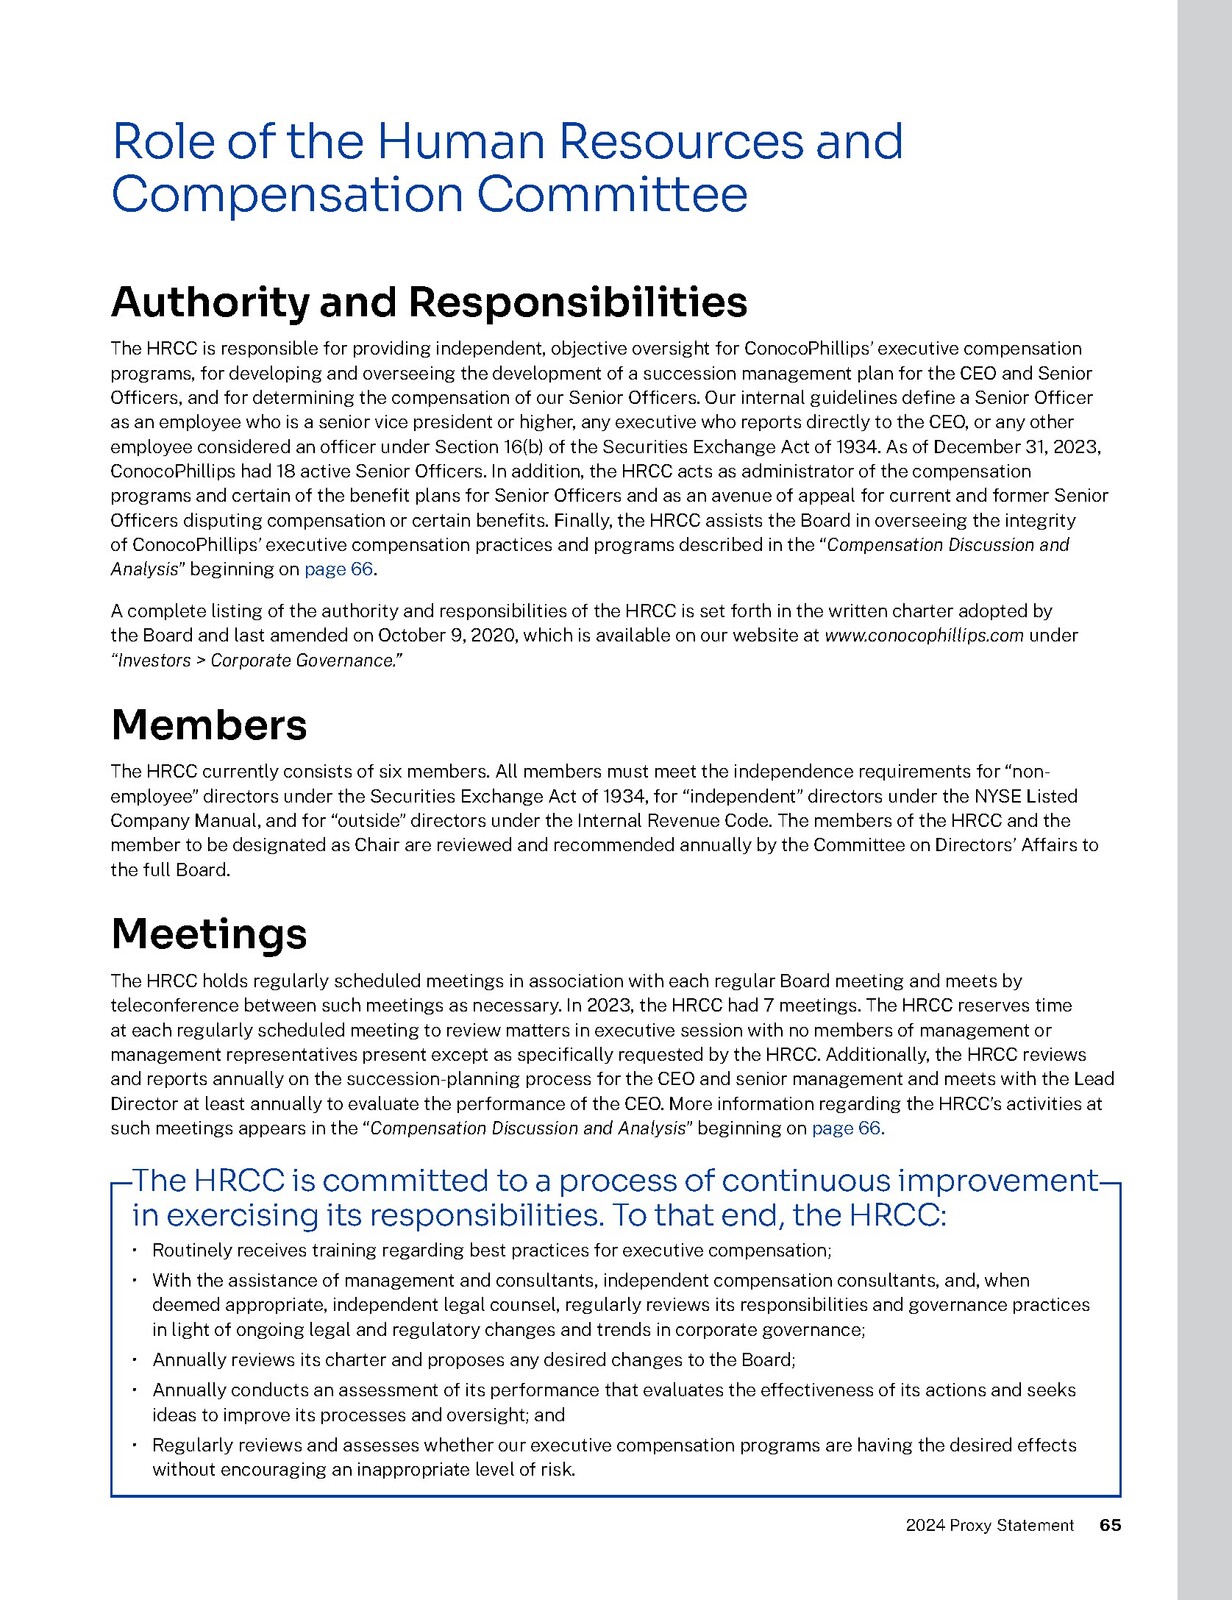 Role of the Human Resources and
Compensation Committee
Authority and Responsibilities
The HRCC is responsible for providing independent, objective oversight for ConocoPhillips’ executive compensation
programs, for developing and overseeing the development of a succession management plan for the CEO and Senior
Officers, and for determining the compensation of our Senior Officers. Our internal guidelines define a Senior Officer
as an employee who is a senior vice president or higher, any executive who reports directly to the CEO, or any other
employee considered an officer under Section 16(b) of the Securities Exchange Act of 1934. As of December 31, 2023,
ConocoPhillips had 18 active Senior Officers. In addition, the HRCC acts as administrator of the compensation
programs and certain of the benefit plans for Senior Officers and as an avenue of appeal for current and former Senior
Officers disputing compensation or certain benefits. Finally, the HRCC assists the Board in overseeing the integrity
of ConocoPhillips’ executive compensation practices and programs described in the “Compensation Discussion and
Analysis” beginning on page 66.
A complete listing of the authority and responsibilities of the HRCC is set forth in the written charter adopted by
the Board and last amended on October 9, 2020, which is available on our website at www.conocophillips.com under
“Investors > Corporate Governance.”
Members
The HRCC currently consists of six members. All members must meet the independence requirements for “non-
employee” directors under the Securities Exchange Act of 1934, for “independent” directors under the NYSE Listed
Company Manual, and for “outside” directors under the Internal Revenue Code. The members of the HRCC and the
member to be designated as Chair are reviewed and recommended annually by the Committee on Directors’ Affairs to
the full Board.
Meetings
The HRCC holds regularly scheduled meetings in association with each regular Board meeting and meets by
teleconference between such meetings as necessary. In 2023, the HRCC had 7 meetings. The HRCC reserves time
at each regularly scheduled meeting to review matters in executive session with no members of management or
management representatives present except as specifically requested by the HRCC. Additionally, the HRCC reviews
and reports annually on the succession-planning process for the CEO and senior management and meets with the Lead
Director at least annually to evaluate the performance of the CEO. More information regarding the HRCC’s activities at
such meetings appears in the “Compensation Discussion and Analysis” beginning on page 66.
The HRCC is committed to a process of continuous improvement
in exercising its responsibilities. To that end, the HRCC:
• Routinely receives training regarding best practices for executive compensation;
• With the assistance of management and consultants, independent compensation consultants, and, when
deemed appropriate, independent legal counsel, regularly reviews its responsibilities and governance practices
in light of ongoing legal and regulatory changes and trends in corporate governance;
• Annually reviews its charter and proposes any desired changes to the Board;
• Annually conducts an assessment of its performance that evaluates the effectiveness of its actions and seeks
ideas to improve its processes and oversight; and
• Regularly reviews and assesses whether our executive compensation programs are having the desired effects
without encouraging an inappropriate level of risk.
2024 Proxy Statement 65